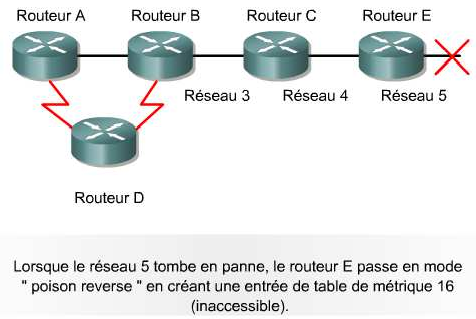 Routeur A
Routeur B
Routeur C
Routeur E
Réseau 3
Réseau 4
Réseau 5
Routeur D
Lorsque le réseau 5 tombe en panne, le routeur E passe en mode
" poison reverse " en créant une entrée de table de métrique 16
(inaccessible).